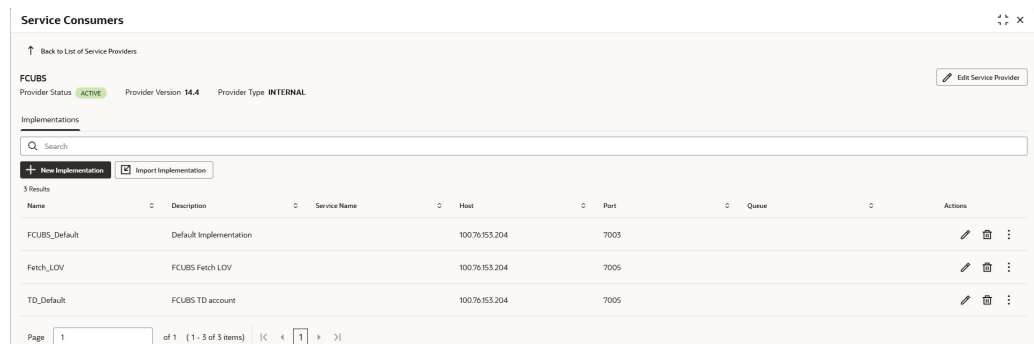 Service Consumers
Back to List of Service Providers
FCUBS
Edit Service Provider
Provider Status ACTIVE Provider Version 14.4 Provider Type INTERNAL
Implementations
Search
New Implementation Import Implementation
3 Results
Name Description Service Name Host Port Queue Actions
FCUBS_Default Default Implementation 100.76.153.204 7003
Fetch_LOV FCUBS Fetch LOV 100.76.153.204 7005
TD_Default FCUBS TD account 100.76.153.204 7005
Page 1 of 1 ( 1 - 3 of 3 items) 1